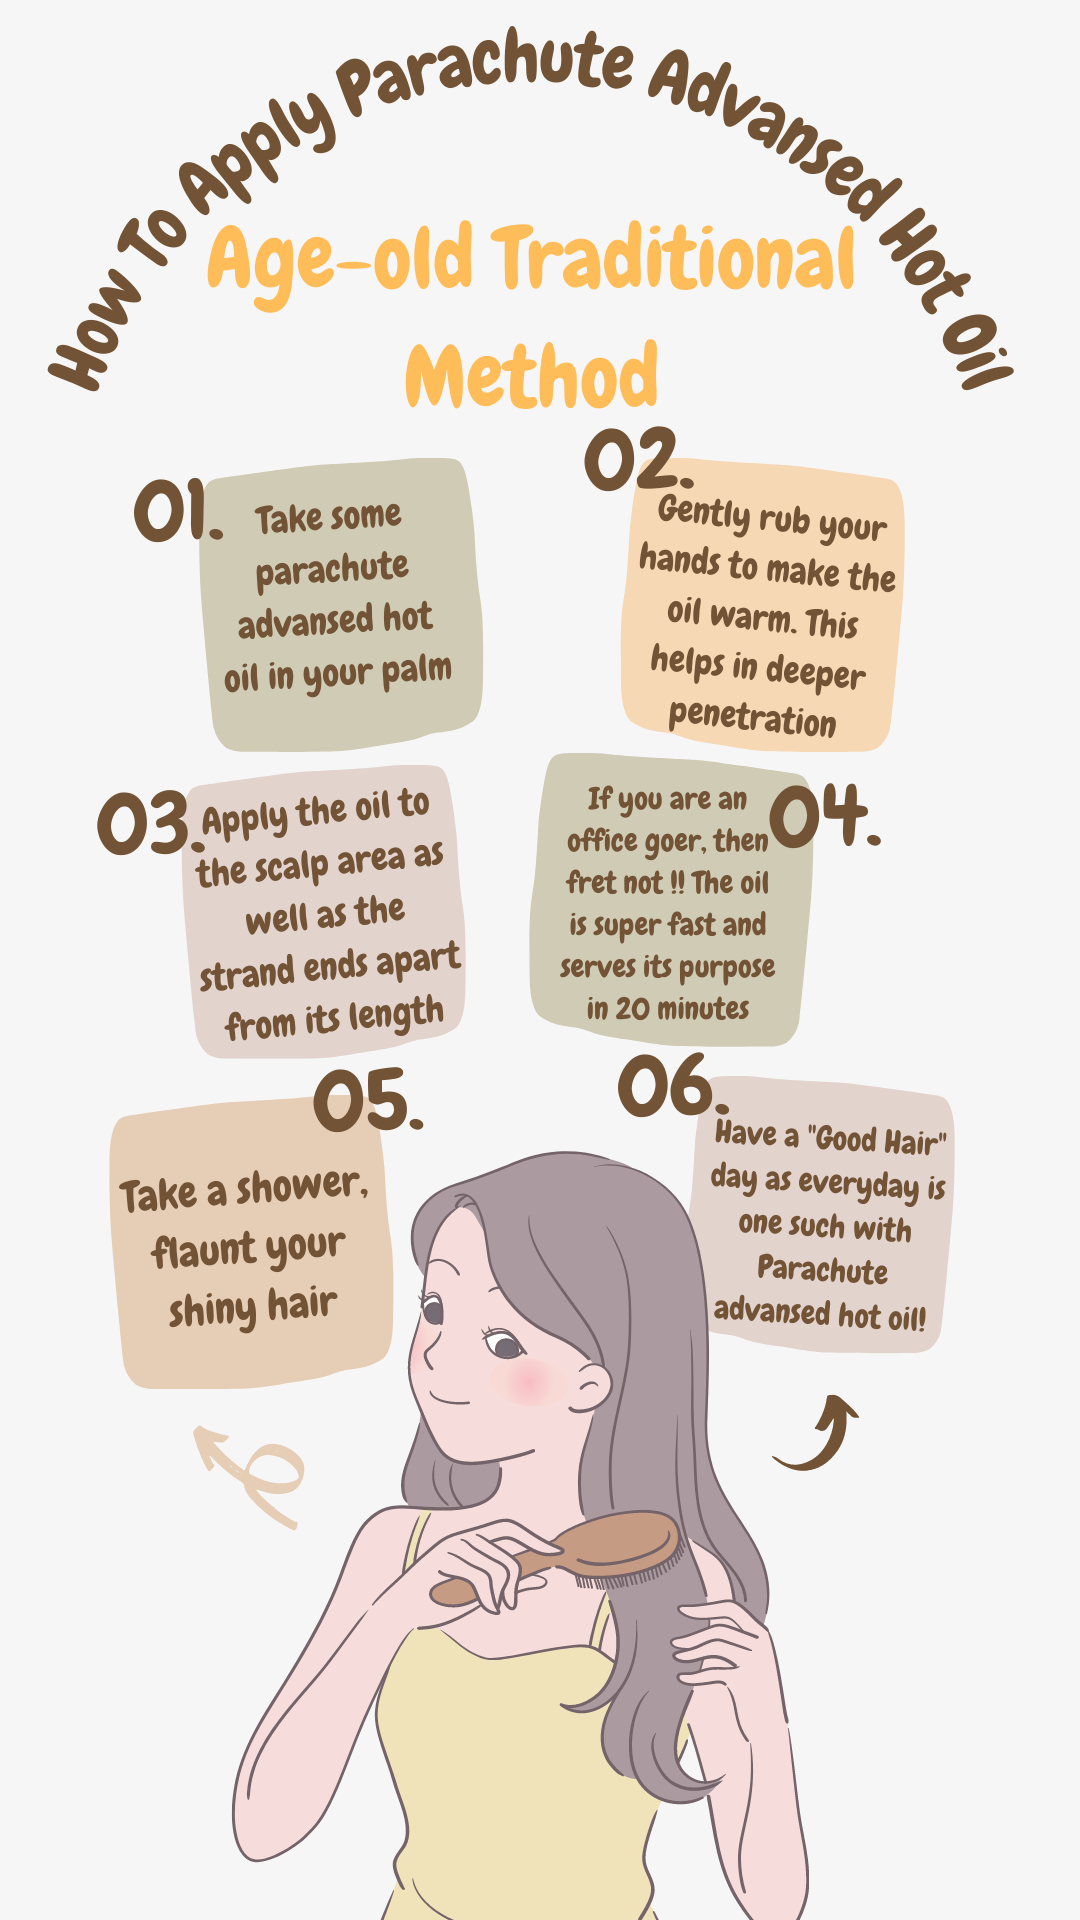 How To Apply Parachute Advansed Hot Oil
Age-old Traditional
Method
01.
Take some
parachute
advansed hot
oil in your palm
02.
Gently rub your
hands to make the
oil warm. This
helps in deeper
penetration
03.
Apply the oil to
the scalp area as
well as the
strand ends apart
from its length
04.
If you are an
office goer, then
fret not !! The oil
is super fast and
serves its purpose
in 20 minutes
05.
Take a shower,
flaunt your
shiny hair
06.
Have a "Good Hair"
day as everyday is
one such with
Parachute
advansed hot oil!